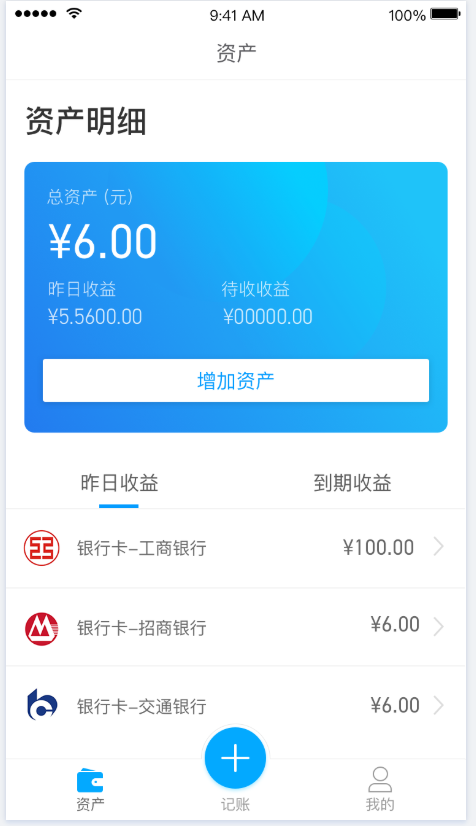 9:41 AM 100%
资产
资产明细
总资产 (元)
¥6.00
昨日收益 待收收益
¥5.5600.00 ¥00000.00
增加资产
昨日收益 到期收益
银行卡–工商银行 ¥100.00
银行卡–招商银行 ¥6.00
银行卡–交通银行 ¥6.00
资产 记账 我的